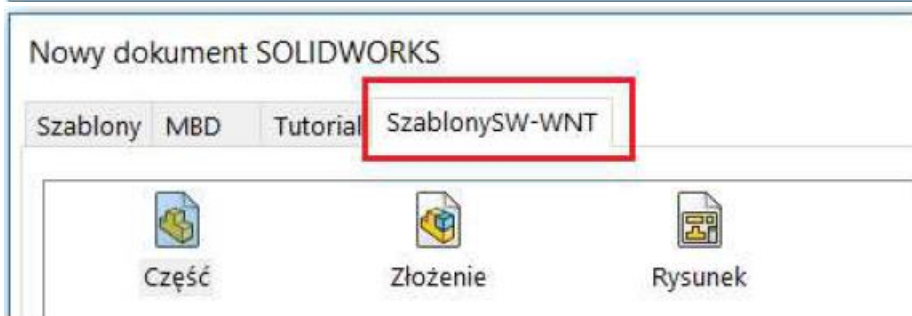 Nowy dokument SOLIDWORKS
Szablony MBD Tutorial SzablonySW-WNT
Część Złożenie Rysunek